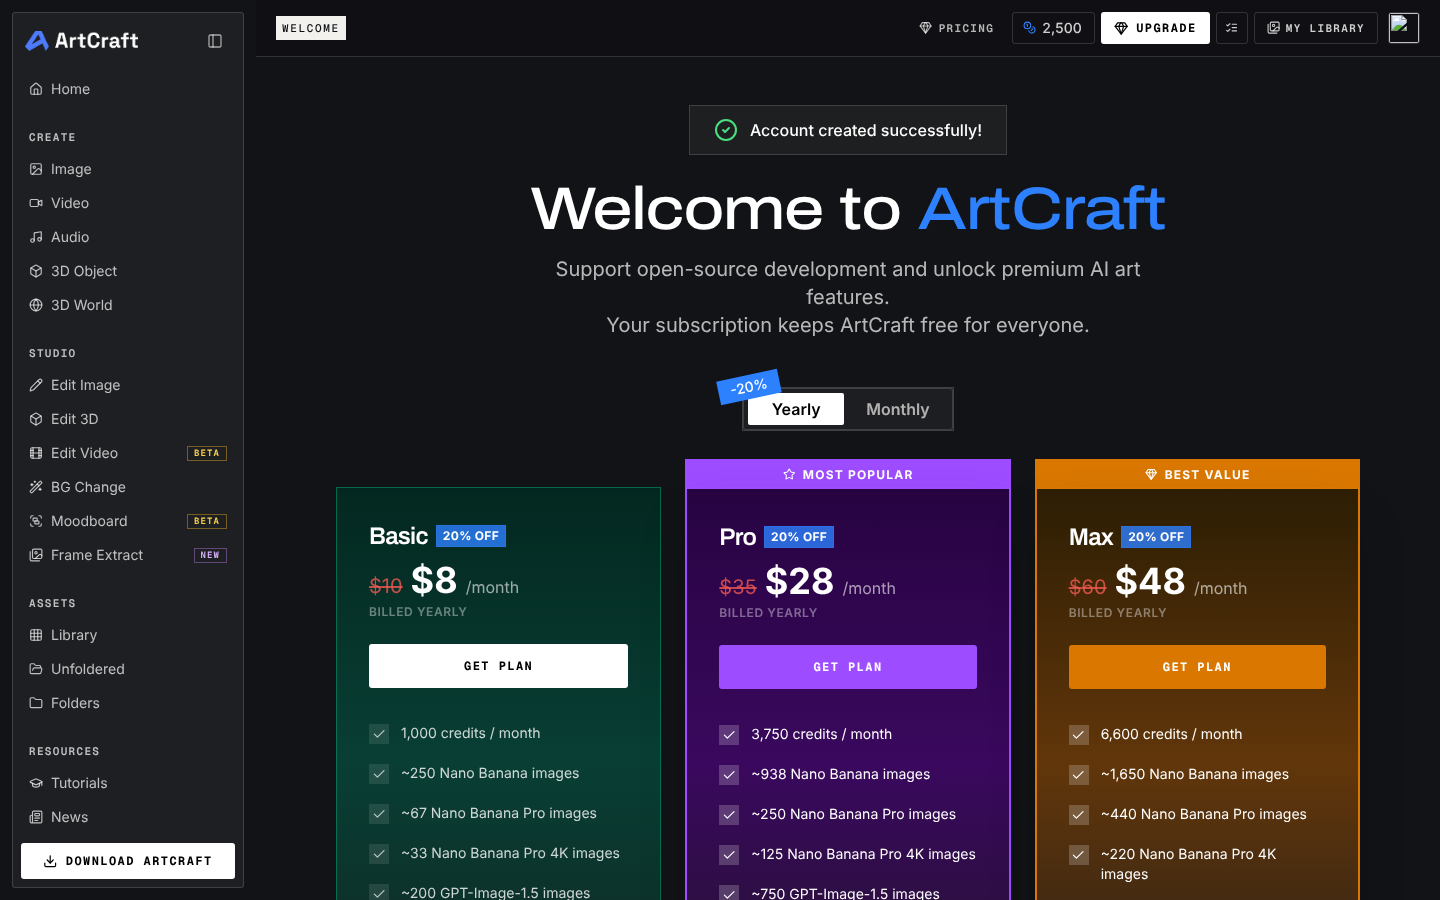 ArtCraft
Home
CREATE
Image
Video
Audio
3D Object
3D World
STUDIO
Edit Image
Edit 3D
Edit Video BETA
BG Change
Moodboard BETA
Frame Extract NEW
ASSETS
Library
Unfoldered
Folders
RESOURCES
Tutorials
News
DOWNLOAD ARTCRAFT
WELCOME
PRICING
2,500
UPGRADE
MY LIBRARY
Account created successfully!
Welcome to ArtCraft
Support open-source development and unlock premium AI art
features.
Your subscription keeps ArtCraft free for everyone.
-20%
Yearly
Monthly
Basic 20% OFF
$10 $8 /month
BILLED YEARLY
GET PLAN
1,000 credits / month
~250 Nano Banana images
~67 Nano Banana Pro images
~33 Nano Banana Pro 4K images
~200 GPT-Image-1.5 images
MOST POPULAR
Pro 20% OFF
$35 $28 /month
BILLED YEARLY
GET PLAN
3,750 credits / month
~938 Nano Banana images
~250 Nano Banana Pro images
~125 Nano Banana Pro 4K images
~750 GPT-Image-1.5 images
BEST VALUE
Max 20% OFF
$60 $48 /month
BILLED YEARLY
GET PLAN
6,600 credits / month
~1,650 Nano Banana images
~440 Nano Banana Pro images
~220 Nano Banana Pro 4K
images